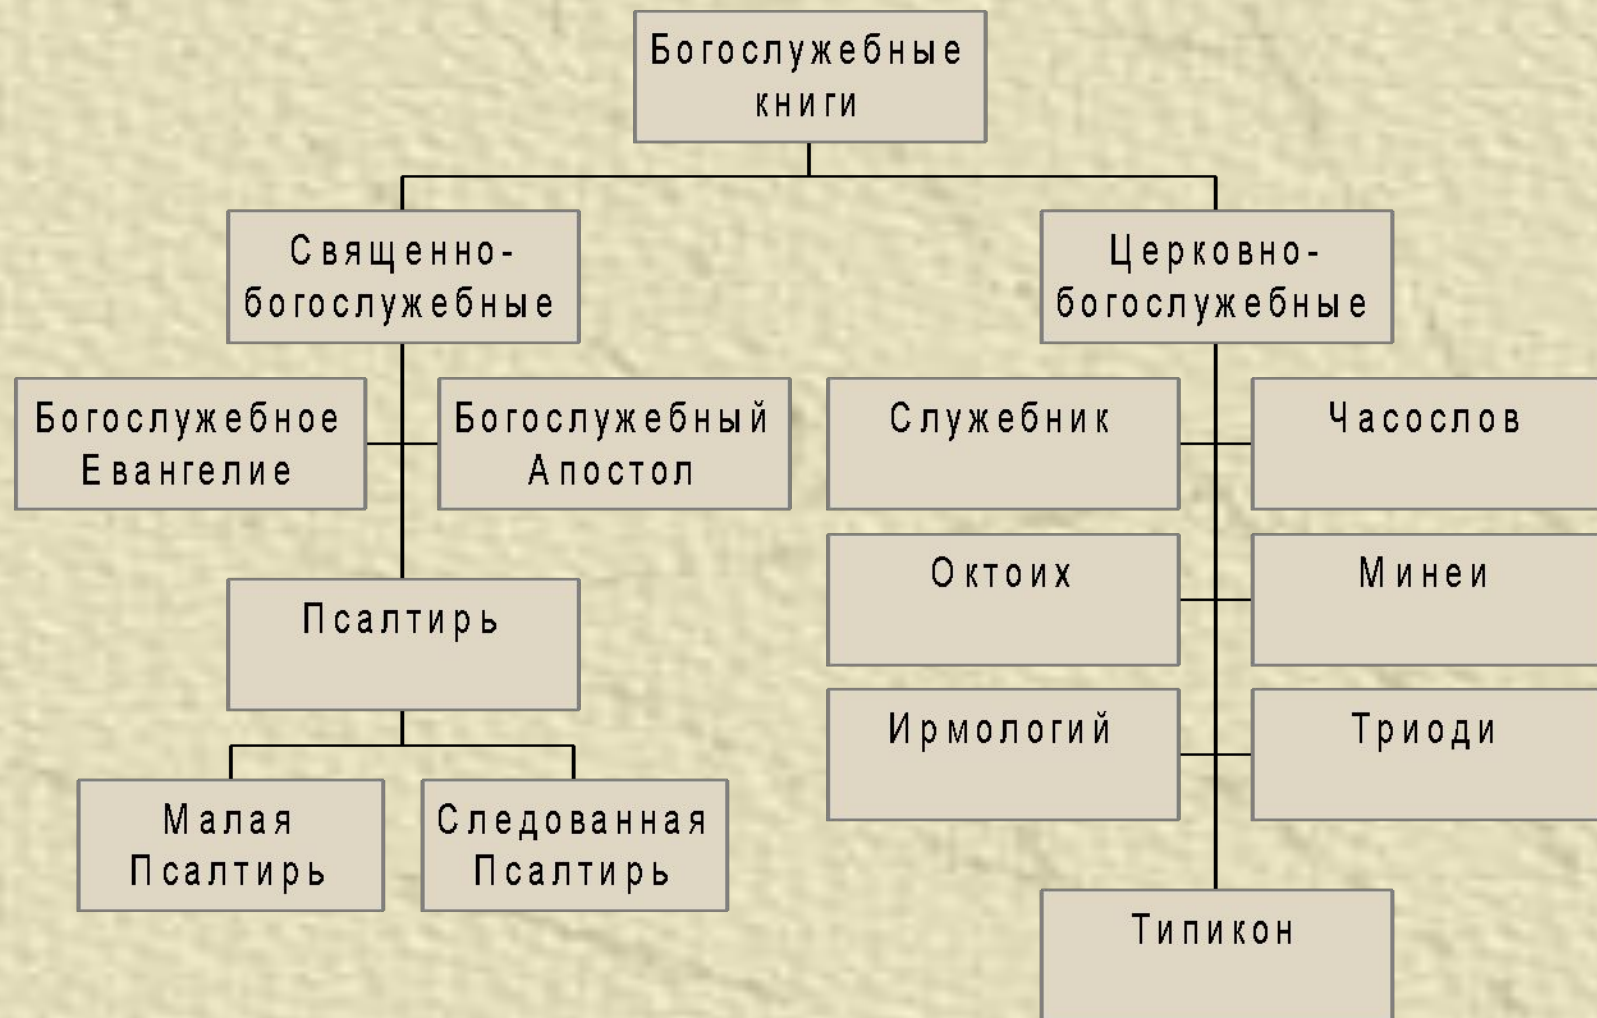 Богослужебные
книги
Священно-
богослужебные
Церковно-
богослужебные
Богослужебное
Евангелие
Богослужебный
Апостол
Служебник
Часослов
Октоих
Минеи
Псалтирь
Ирмологий
Триоди
Малая
Псалтирь
Следованная
Псалтирь
Типикон